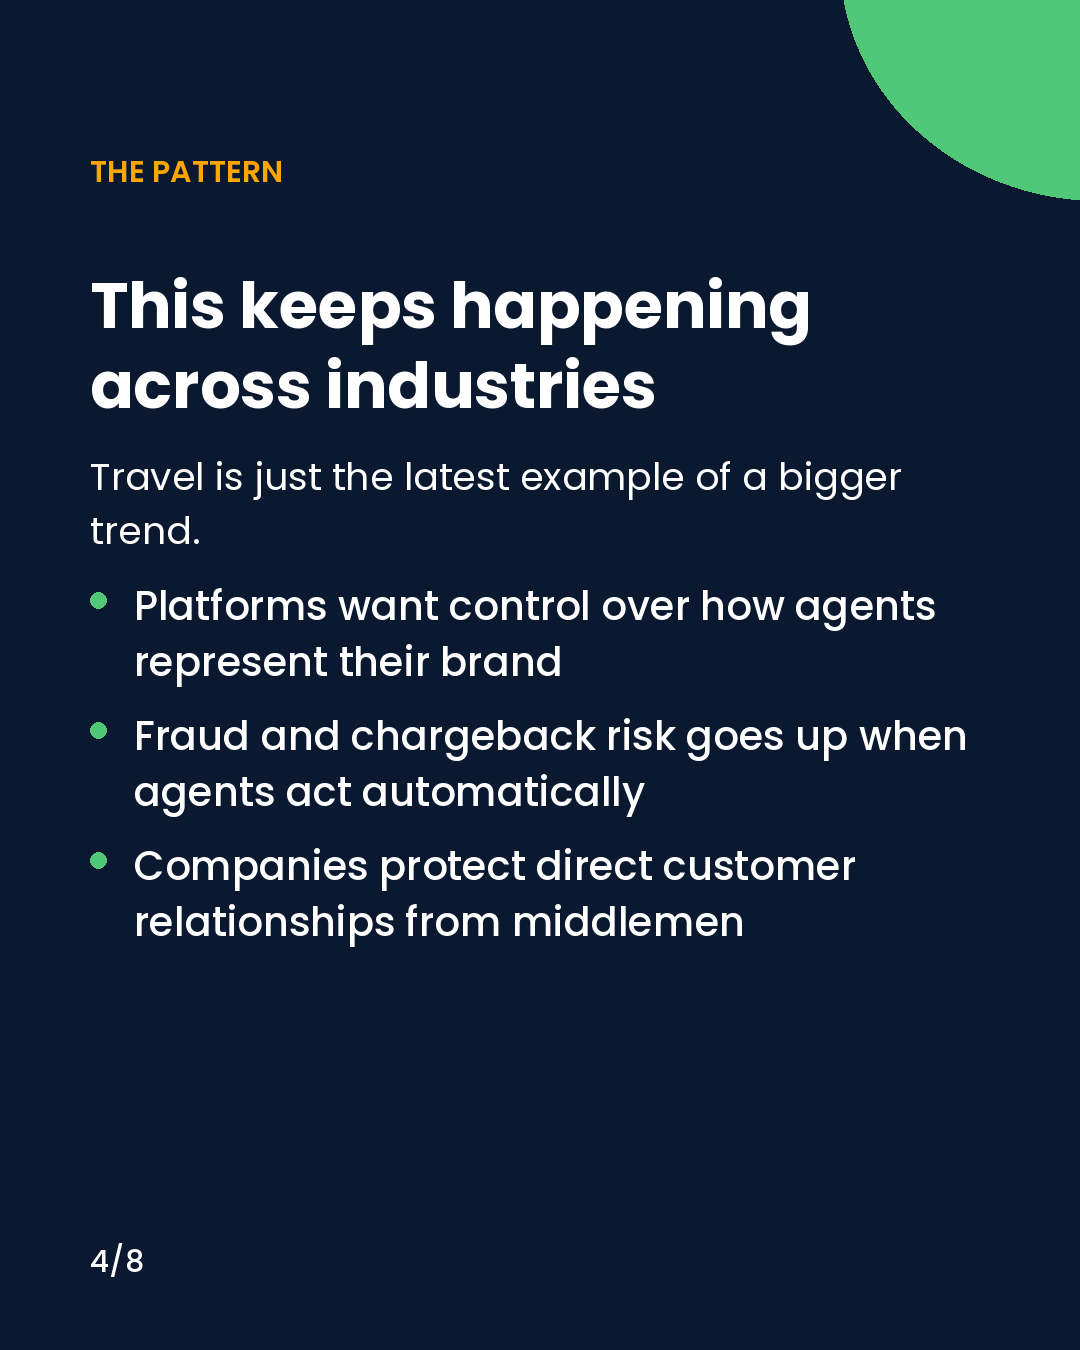 THE PATTERN
This keeps happening
across industries
Travel is just the latest example of a bigger
trend.
Platforms want control over how agents
represent their brand
Fraud and chargeback risk goes up when
agents act automatically
Companies protect direct customer
relationships from middlemen
4/8